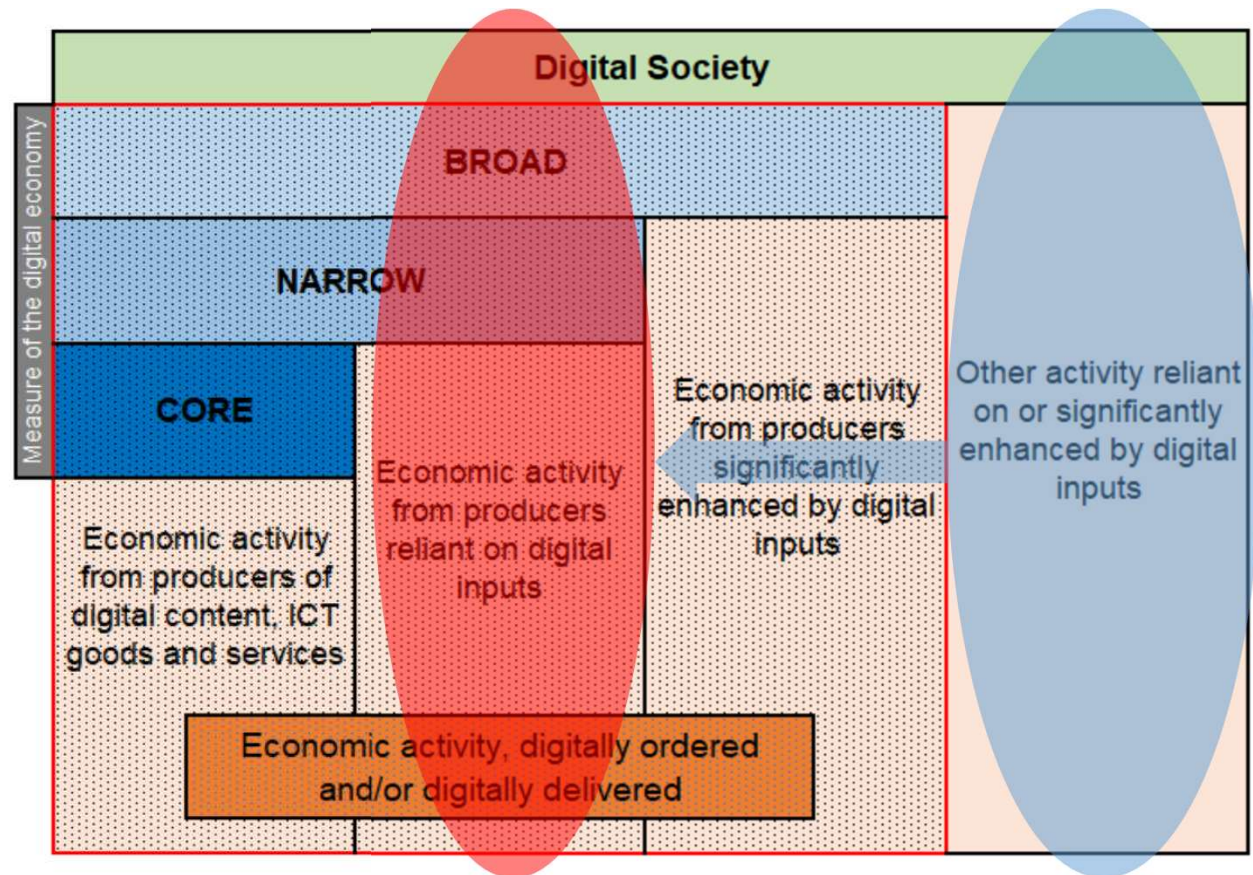 Digital Society
Measure of the digital economy
BROAD
NARROW
CORE
Economic activity
from producers of
digital content, ICT
goods and services
Economic activity
from producers
reliant on digital
inputs
Economic activity
from producers
significantly
enhanced by digital
inputs
Other activity reliant
on or significantly
enhanced by digital
inputs
Economic activity, digitally ordered
and/or digitally delivered